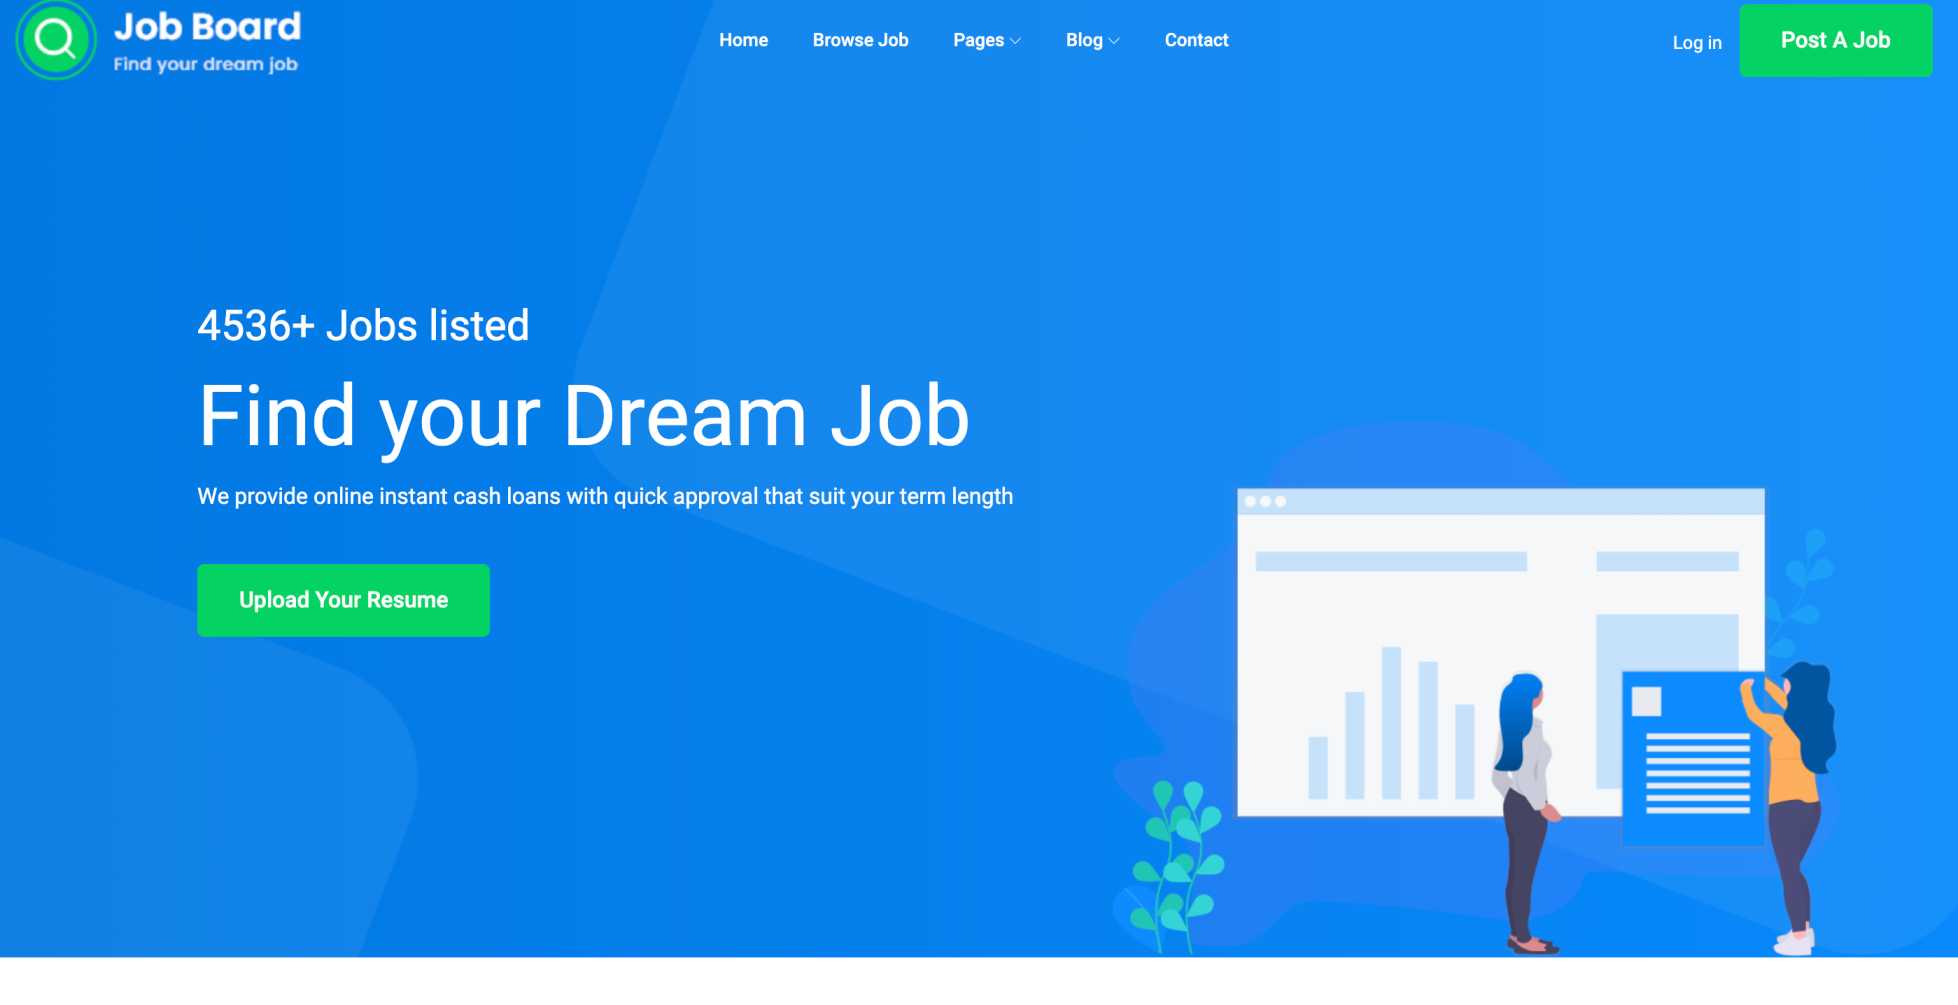 Job Board
Find your dream job
Home
Browse Job
Pages
Blog
Contact
Log in
Post A Job
4536+ Jobs listed
Find your Dream Job
We provide online instant cash loans with quick approval that suit your term length
Upload Your Resume